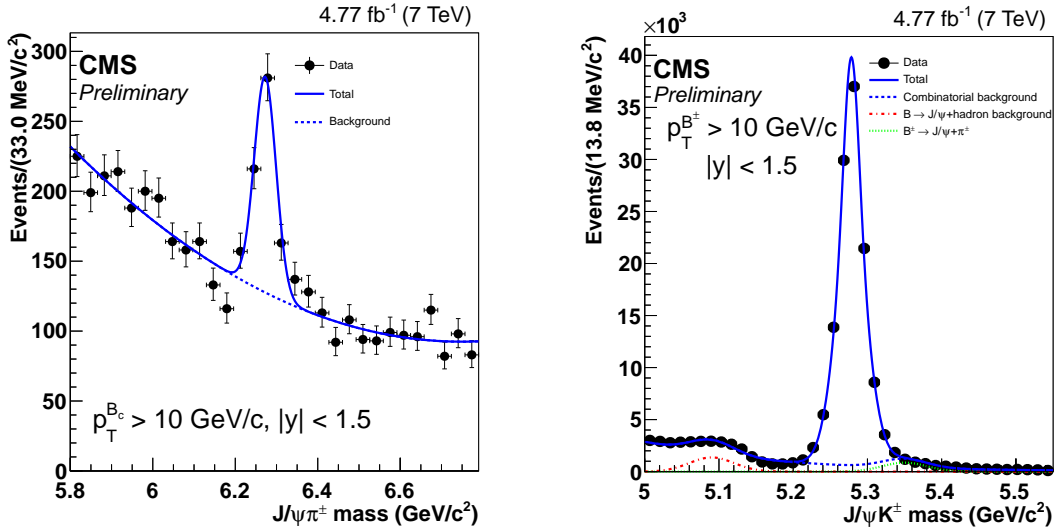 4.77 fb⁻¹ (7 TeV)
Events/(33.0 MeV/c²)
300
250
200
150
100
50
0
CMS
Preliminary
Data
Total
Background
p_T^{B_c} > 10 GeV/c, |y| < 1.5
5.8 6 6.2 6.4 6.6
J/ψπ± mass (GeV/c²)
4.77 fb⁻¹ (7 TeV)
×10³
Events/(13.8 MeV/c²)
40
35
30
25
20
15
10
5
0
CMS
Preliminary
p_T^{B±} > 10 GeV/c
|y| < 1.5
Data
Total
Combinatorial background
B → J/ψ+hadron background
B± → J/ψ+π±
5 5.1 5.2 5.3 5.4 5.5
J/ψK± mass (GeV/c²)